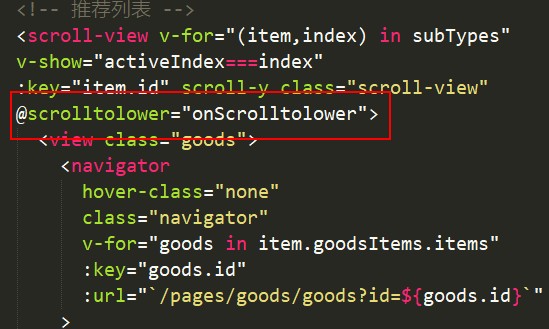 <!-- 推荐列表 -->
<scroll-view v-for="(item,index) in subTypes"
v-show="activeIndex===index"
:key="item.id" scroll-y class="scroll-view"
@scrolltolower="onScrolltolower">
<view class="goods">
<navigator
hover-class="none"
class="navigator"
v-for="goods in item.goodsItems.items"
:key="goods.id"
:url="`/pages/goods/goods?id=${goods.id}`"
>